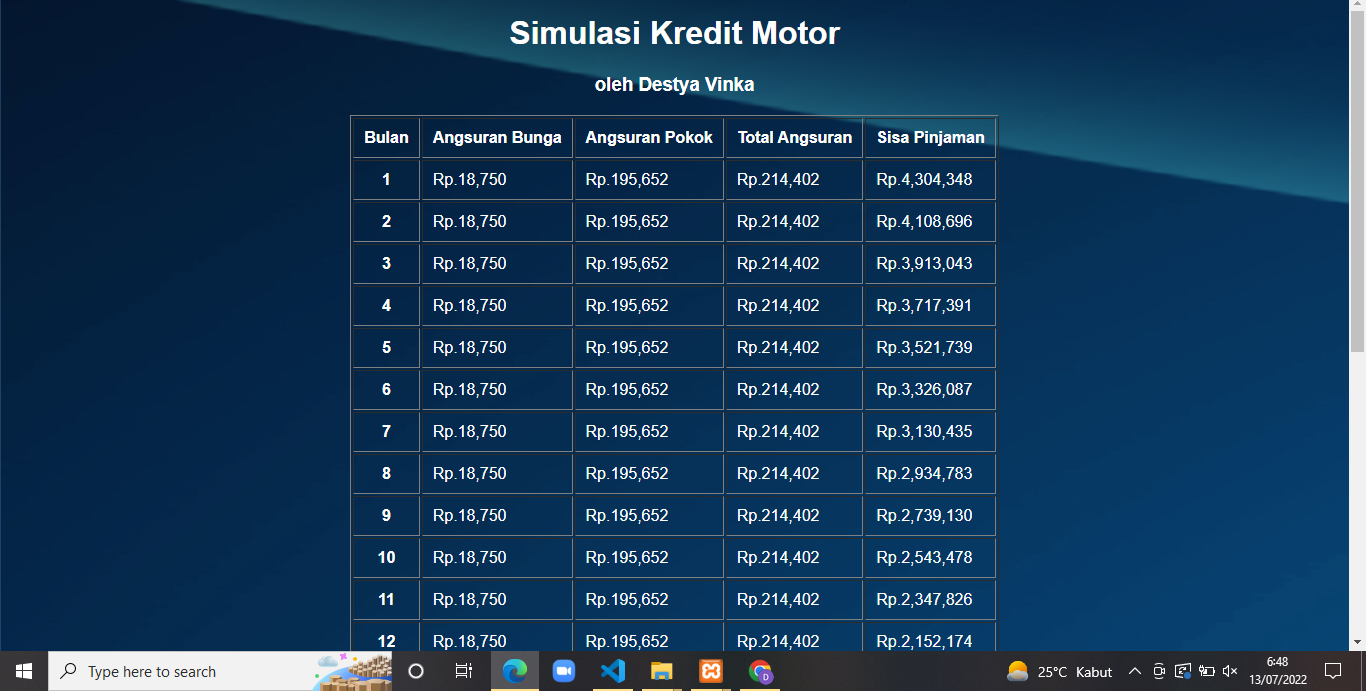 Simulasi Kredit Motor
oleh Destya Vinka
Bulan Angsuran Bunga Angsuran Pokok Total Angsuran Sisa Pinjaman
1 Rp.18,750 Rp.195,652 Rp.214,402 Rp.4,304,348
2 Rp.18,750 Rp.195,652 Rp.214,402 Rp.4,108,696
3 Rp.18,750 Rp.195,652 Rp.214,402 Rp.3,913,043
4 Rp.18,750 Rp.195,652 Rp.214,402 Rp.3,717,391
5 Rp.18,750 Rp.195,652 Rp.214,402 Rp.3,521,739
6 Rp.18,750 Rp.195,652 Rp.214,402 Rp.3,326,087
7 Rp.18,750 Rp.195,652 Rp.214,402 Rp.3,130,435
8 Rp.18,750 Rp.195,652 Rp.214,402 Rp.2,934,783
9 Rp.18,750 Rp.195,652 Rp.214,402 Rp.2,739,130
10 Rp.18,750 Rp.195,652 Rp.214,402 Rp.2,543,478
11 Rp.18,750 Rp.195,652 Rp.214,402 Rp.2,347,826
12 Rp.18,750 Rp.195,652 Rp.214,402 Rp.2,152,174
Type here to search
D
25°C Kabut
6:48
13/07/2022